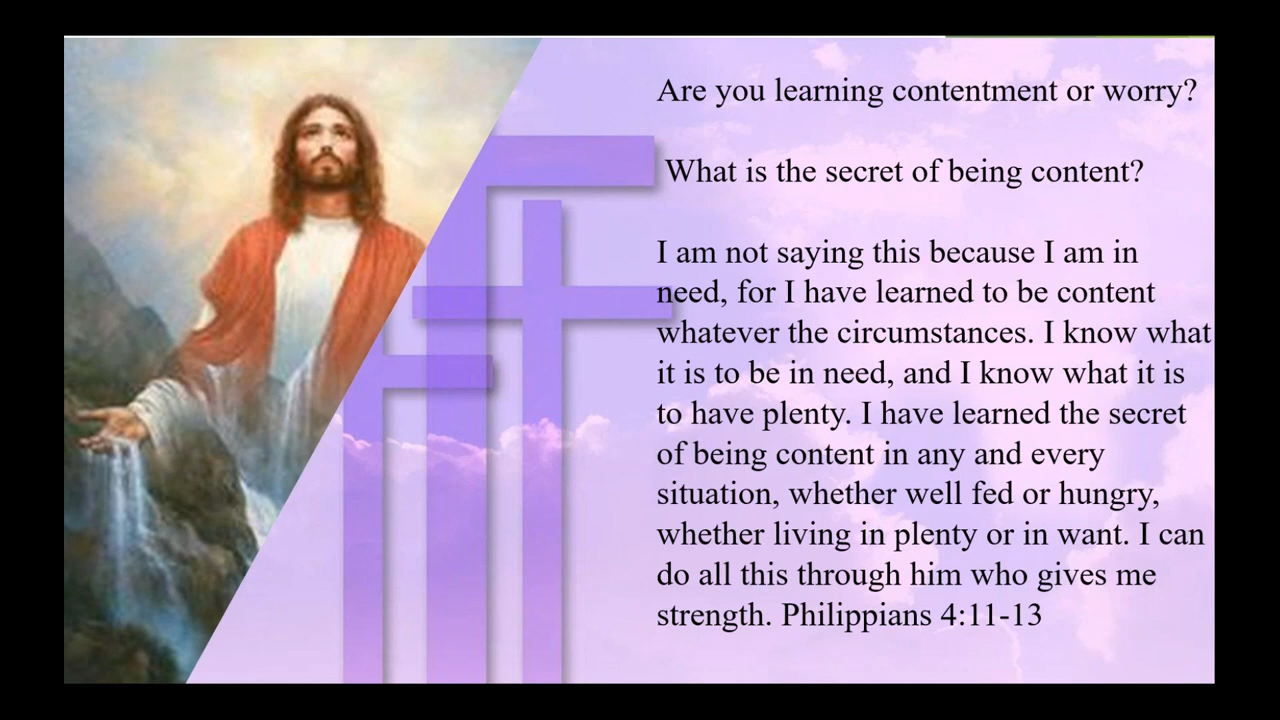 Are you learning contentment or worry?
What is the secret of being content?
I am not saying this because I am in
need, for I have learned to be content
whatever the circumstances. I know what
it is to be in need, and I know what it is
to have plenty. I have learned the secret
of being content in any and every
situation, whether well fed or hungry,
whether living in plenty or in want. I can
do all this through him who gives me
strength. Philippians 4:11-13